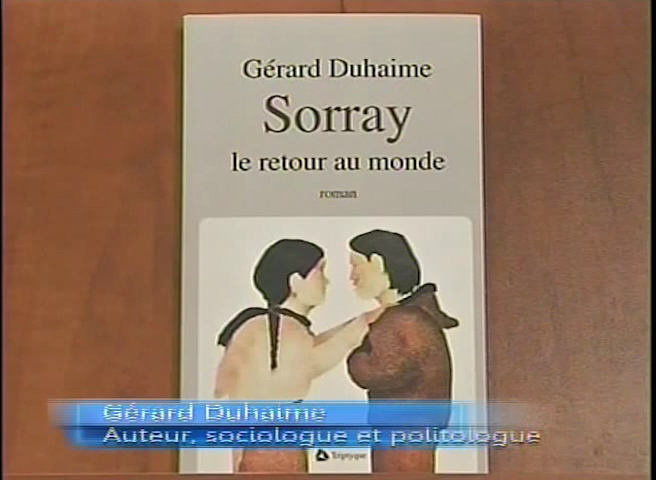 Gérard Duhaime
Sorray
le retour au monde
roman
Gérard Duhaime
Auteur, sociologue et politologue
Triptyque